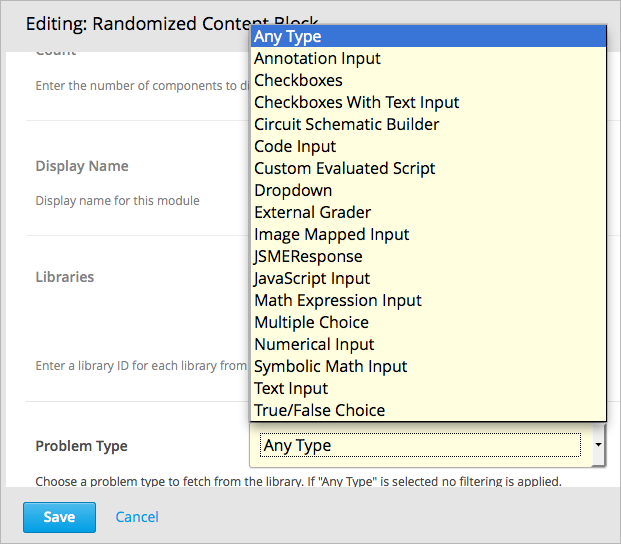 Editing: Randomized Content Block
Any Type
Count
Annotation Input
Checkboxes
Enter the number of components to di
Checkboxes With Text Input
Circuit Schematic Builder
Code Input
Display Name
Custom Evaluated Script
Dropdown
Display name for this module
External Grader
Image Mapped Input
JSMEResponse
Libraries
JavaScript Input
Math Expression Input
Multiple Choice
Numerical Input
Enter a library ID for each library from
Symbolic Math Input
Text Input
True/False Choice
Problem Type
Any Type
Choose a problem type to fetch from the library. If "Any Type" is selected no filtering is applied.
Save
Cancel